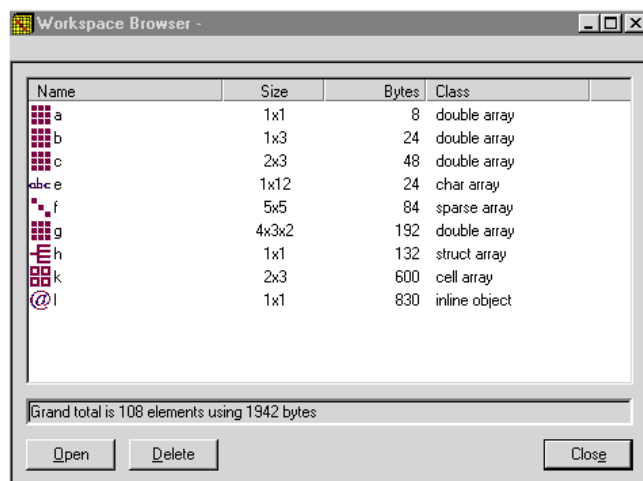 Workspace Browser -
Name Size Bytes Class
a 1x1 8 double array
b 1x3 24 double array
c 2x3 48 double array
abc e 1x12 24 char array
f 5x5 84 sparse array
g 4x3x2 192 double array
h 1x1 132 struct array
k 2x3 600 cell array
@ l 1x1 830 inline object
Grand total is 108 elements using 1942 bytes
Open Delete Close